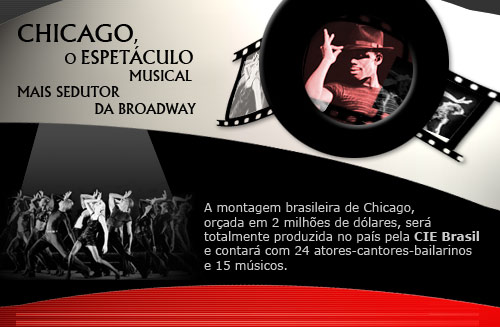 CHICAGO,
O ESPETÁCULO
MUSICAL
MAIS SEDUTOR
DA BROADWAY
A montagem brasileira de Chicago,
orçada em 2 milhões de dólares, será
totalmente produzida no país pela CIE Brasil
e contará com 24 atores-cantores-bailarinos
e 15 músicos.